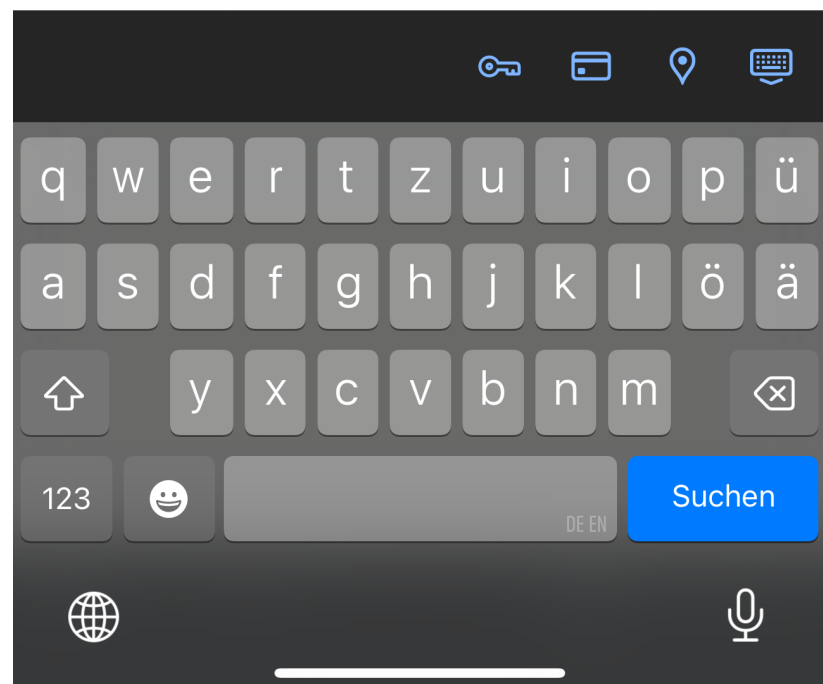 q w e r t z u i o p ü
a s d f g h j k l ö ä
y x c v b n m
123 DE EN Suchen